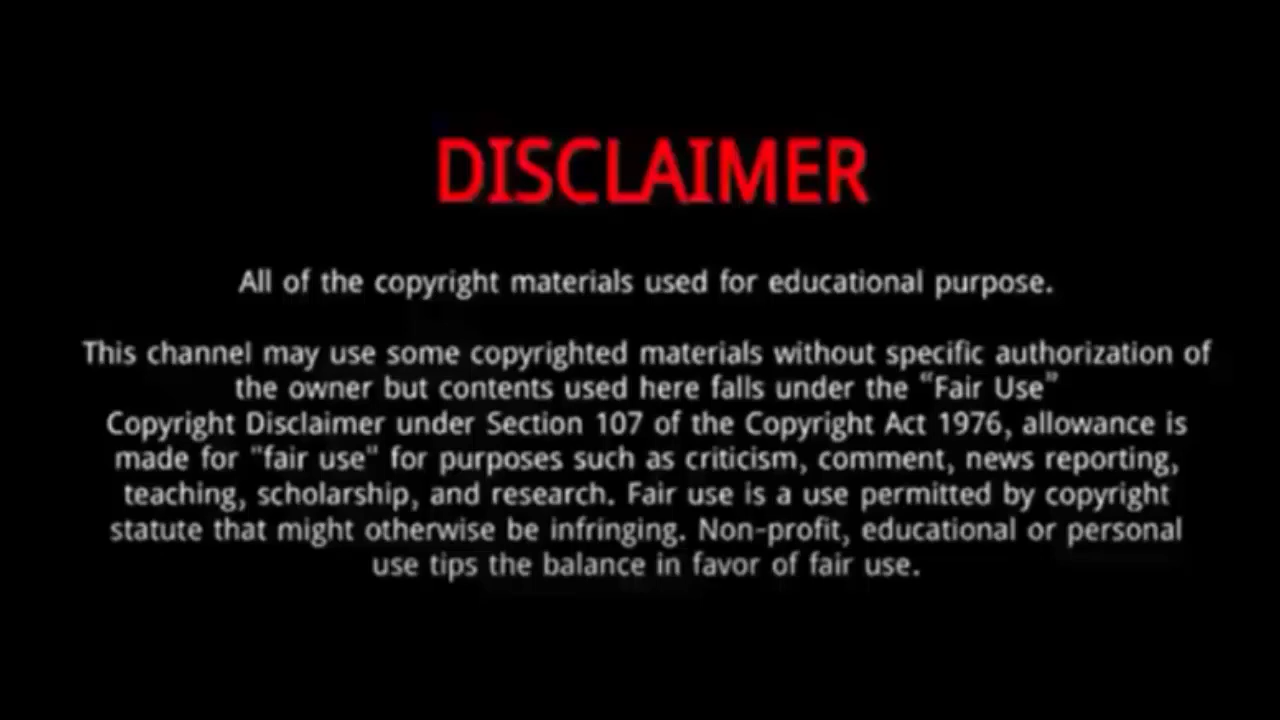 DISCLAIMER
All of the copyright materials used for educational purpose.
This channel may use some copyrighted materials without specific authorization of
the owner but contents used here falls under the “Fair Use”
Copyright Disclaimer under Section 107 of the Copyright Act 1976, allowance is
made for "fair use" for purposes such as criticism, comment, news reporting,
teaching, scholarship, and research. Fair use is a use permitted by copyright
statute that might otherwise be infringing. Non-profit, educational or personal
use tips the balance in favor of fair use.